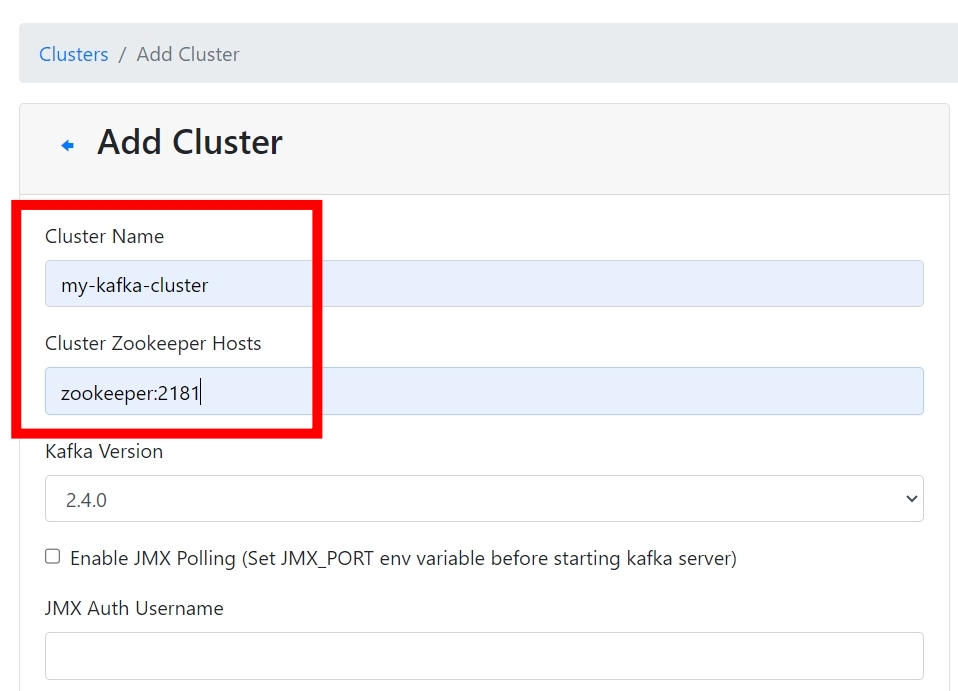 Clusters / Add Cluster
Add Cluster
Cluster Name
my-kafka-cluster
Cluster Zookeeper Hosts
zookeeper:2181
Kafka Version
2.4.0
Enable JMX Polling (Set JMX_PORT env variable before starting kafka server)
JMX Auth Username